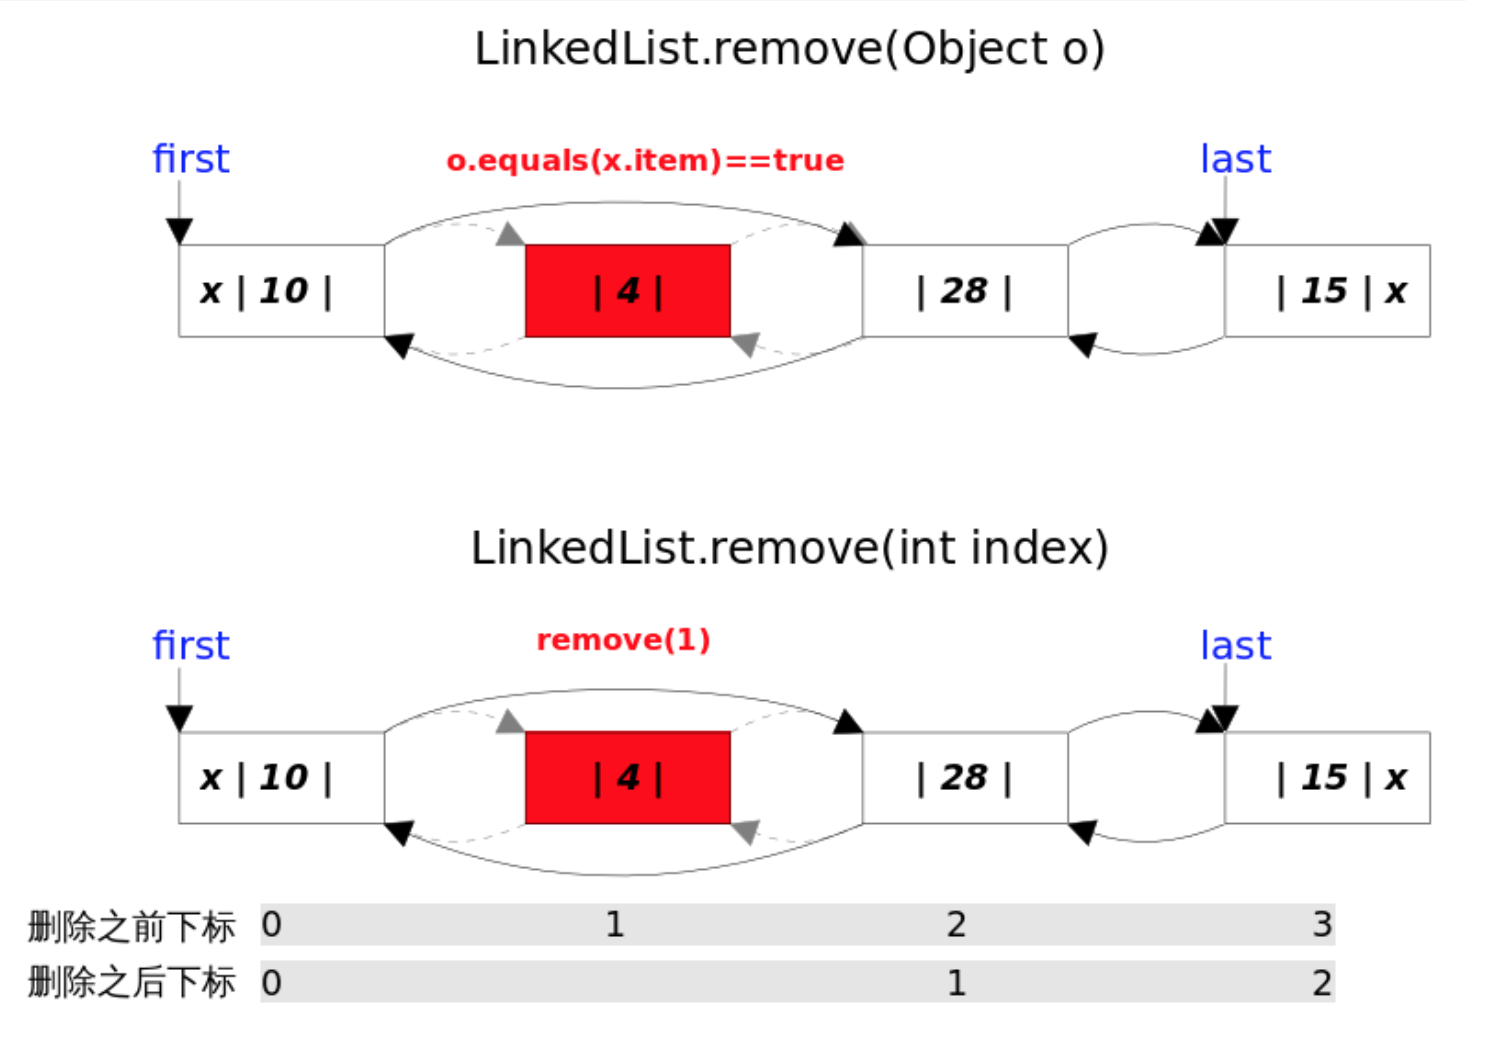 LinkedList.remove(Object o)
first
o.equals(x.item)==true
last
x | 10 |
| 4 |
| 28 |
| 15 | x
LinkedList.remove(int index)
first
remove(1)
last
x | 10 |
| 4 |
| 28 |
| 15 | x
删除之前下标 0 1 2 3
删除之后下标 0 1 2